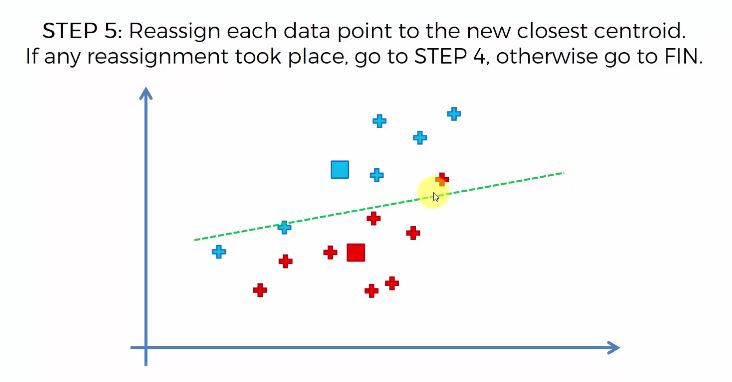 STEP 5: Reassign each data point to the new closest centroid.
If any reassignment took place, go to STEP 4, otherwise go to FIN.